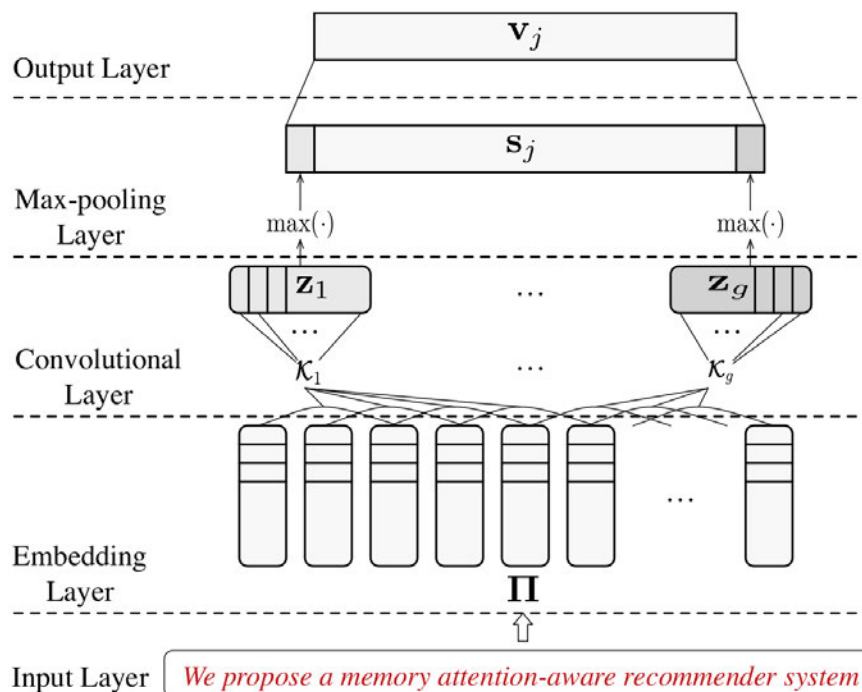 v_j
Output Layer
s_j
Max-pooling
Layer
max(·) max(·)
z_1 ... z_g
... ...
Convolutional
Layer
K_1 ... K_g
...
Embedding
Layer
Π
Input Layer
We propose a memory attention-aware recommender system